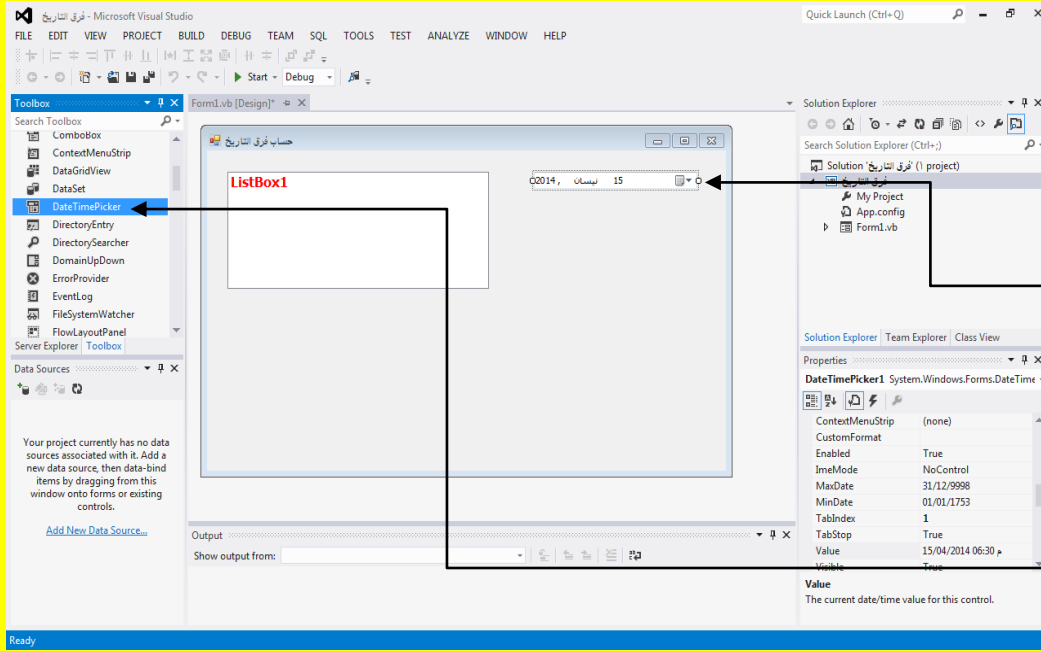 فرق التاريخ - Microsoft Visual Studio
Quick Launch (Ctrl+Q)
FILE EDIT VIEW PROJECT BUILD DEBUG TEAM SQL TOOLS TEST ANALYZE WINDOW HELP
Start - Debug
Toolbox
Search Toolbox
ComboBox
ContextMenuStrip
DataGridView
DataSet
DateTimePicker
DirectoryEntry
DirectorySearcher
DomainUpDown
ErrorProvider
EventLog
FileSystemWatcher
FlowLayoutPanel
Server Explorer Toolbox
Data Sources
Your project currently has no data
sources associated with it. Add a
new data source, then data-bind
items by dragging from this
window onto forms or existing
controls.
Add New Data Source...
Form1.vb [Design]*
حساب فرق التاريخ
ListBox1
15 نيسان , 2014
Output
Show output from:
Solution Explorer
Search Solution Explorer (Ctrl+;)
Solution 'فرق التاريخ' (1 project)
فرق التاريخ
My Project
App.config
Form1.vb
Solution Explorer Team Explorer Class View
Properties
DateTimePicker1 System.Windows.Forms.DateTime
ContextMenuStrip (none)
CustomFormat
Enabled True
ImeMode NoControl
MaxDate 31/12/9998
MinDate 01/01/1753
TabIndex 1
TabStop True
Value 15/04/2014 06:30 م
Visible True
Value
The current date/time value for this control.
Ready